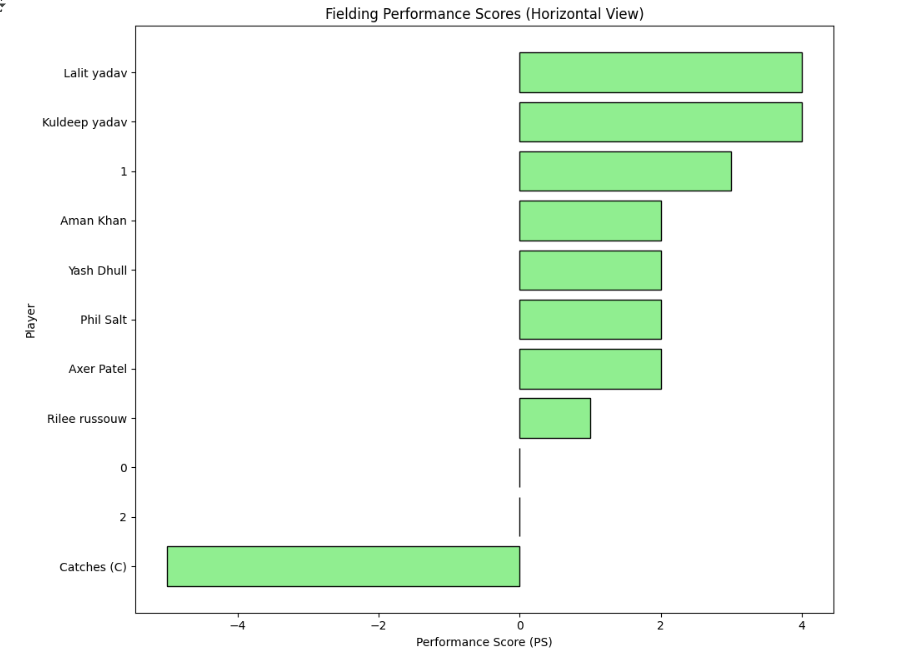 Fielding Performance Scores (Horizontal View)
Lalit yadav
Kuldeep yadav
1
Aman Khan
Yash Dhull
Phil Salt
Axer Patel
Rilee russouw
0
2
Catches (C)
Player
−4 −2 0 2 4
Performance Score (PS)